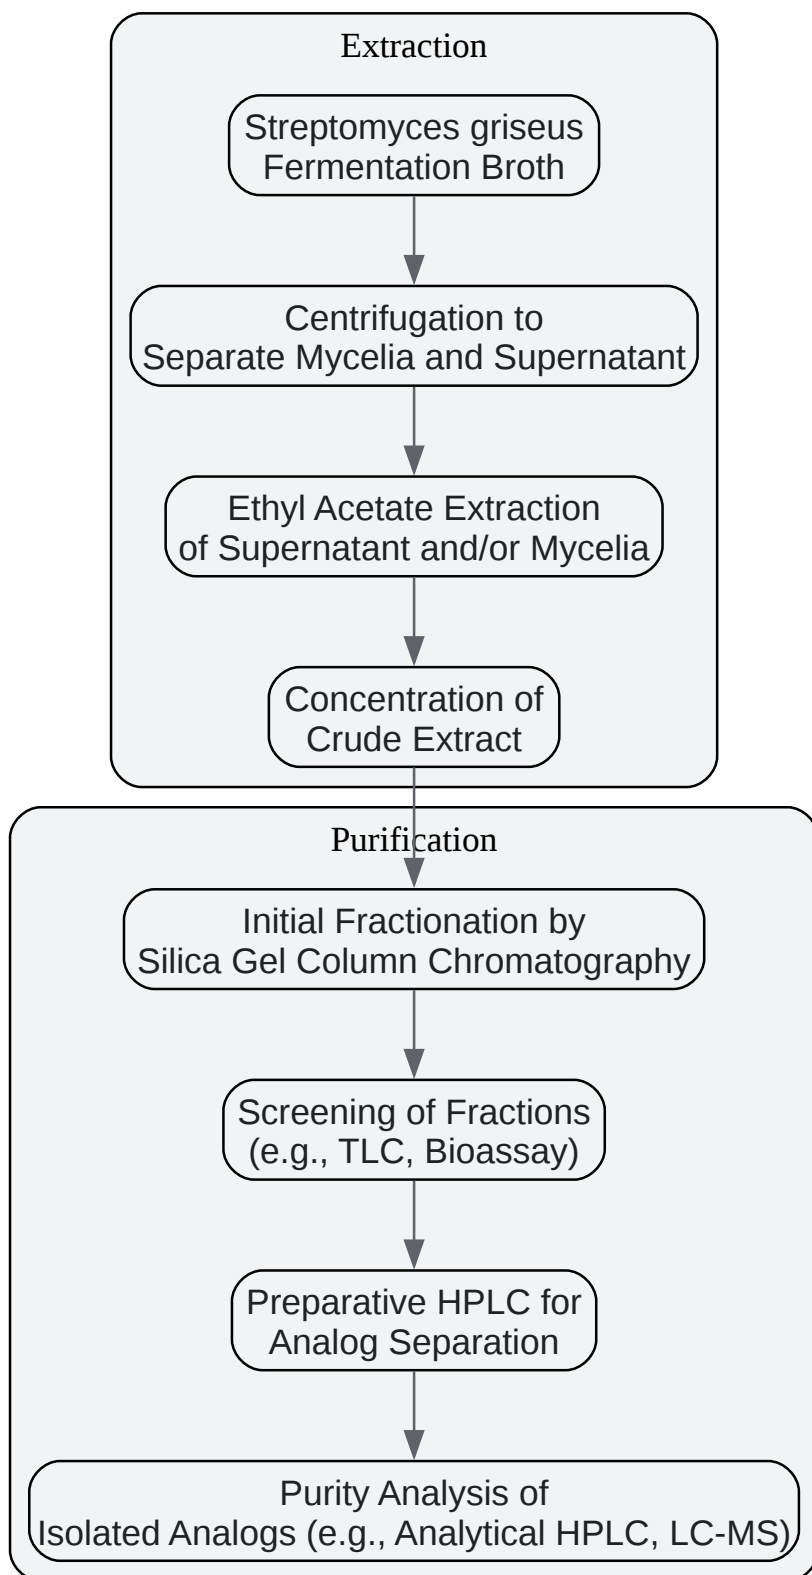 Extraction
Streptomyces griseus
Fermentation Broth
Centrifugation to
Separate Mycelia and Supernatant
Ethyl Acetate Extraction
of Supernatant and/or Mycelia
Concentration of
Crude Extract
Purification
Initial Fractionation by
Silica Gel Column Chromatography
Screening of Fractions
(e.g., TLC, Bioassay)
Preparative HPLC for
Analog Separation
Purity Analysis of
Isolated Analogs (e.g., Analytical HPLC, LC-MS)